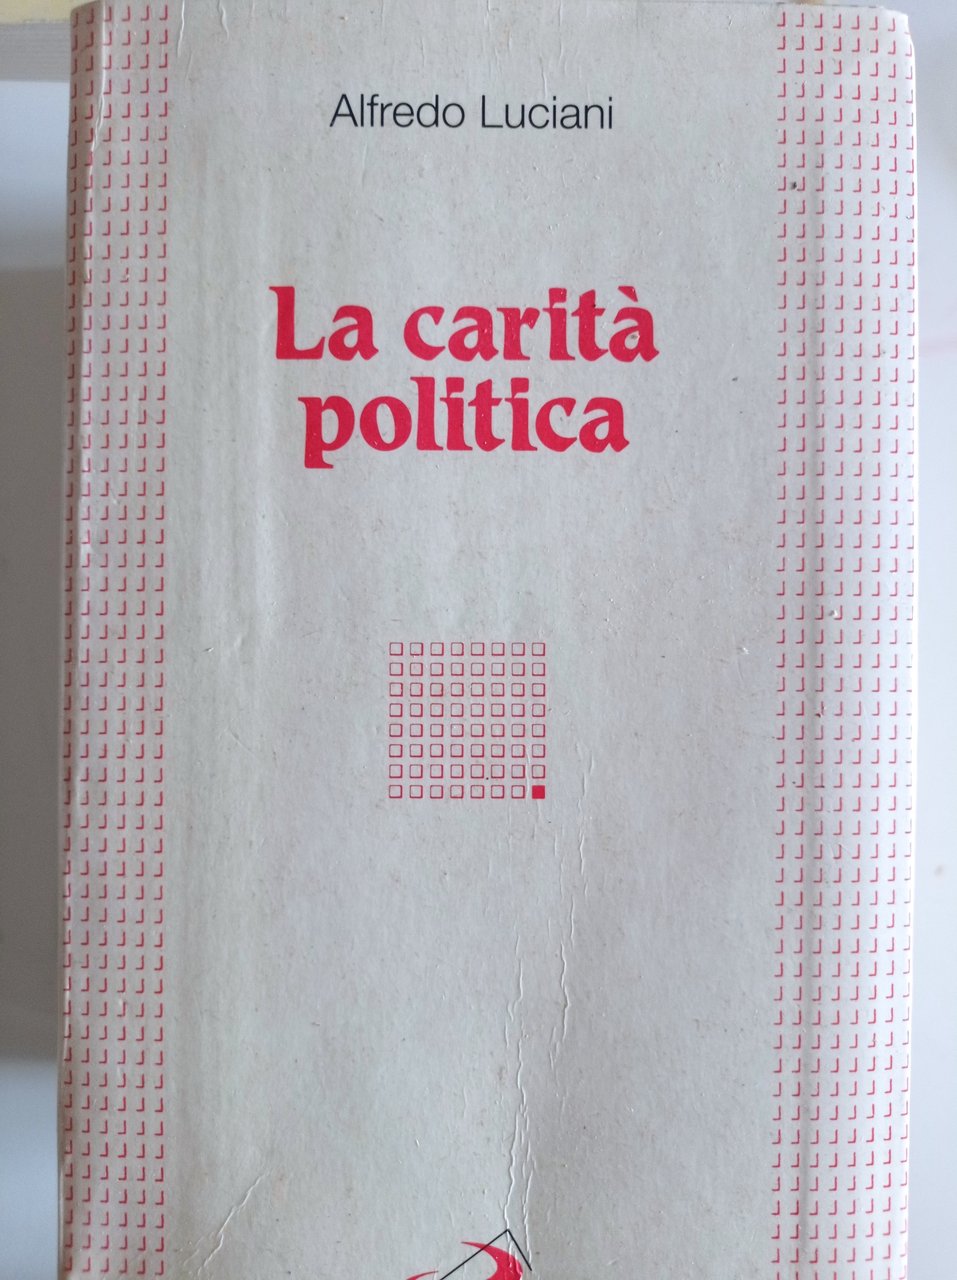 Alfredo Luciani
La carità
politica